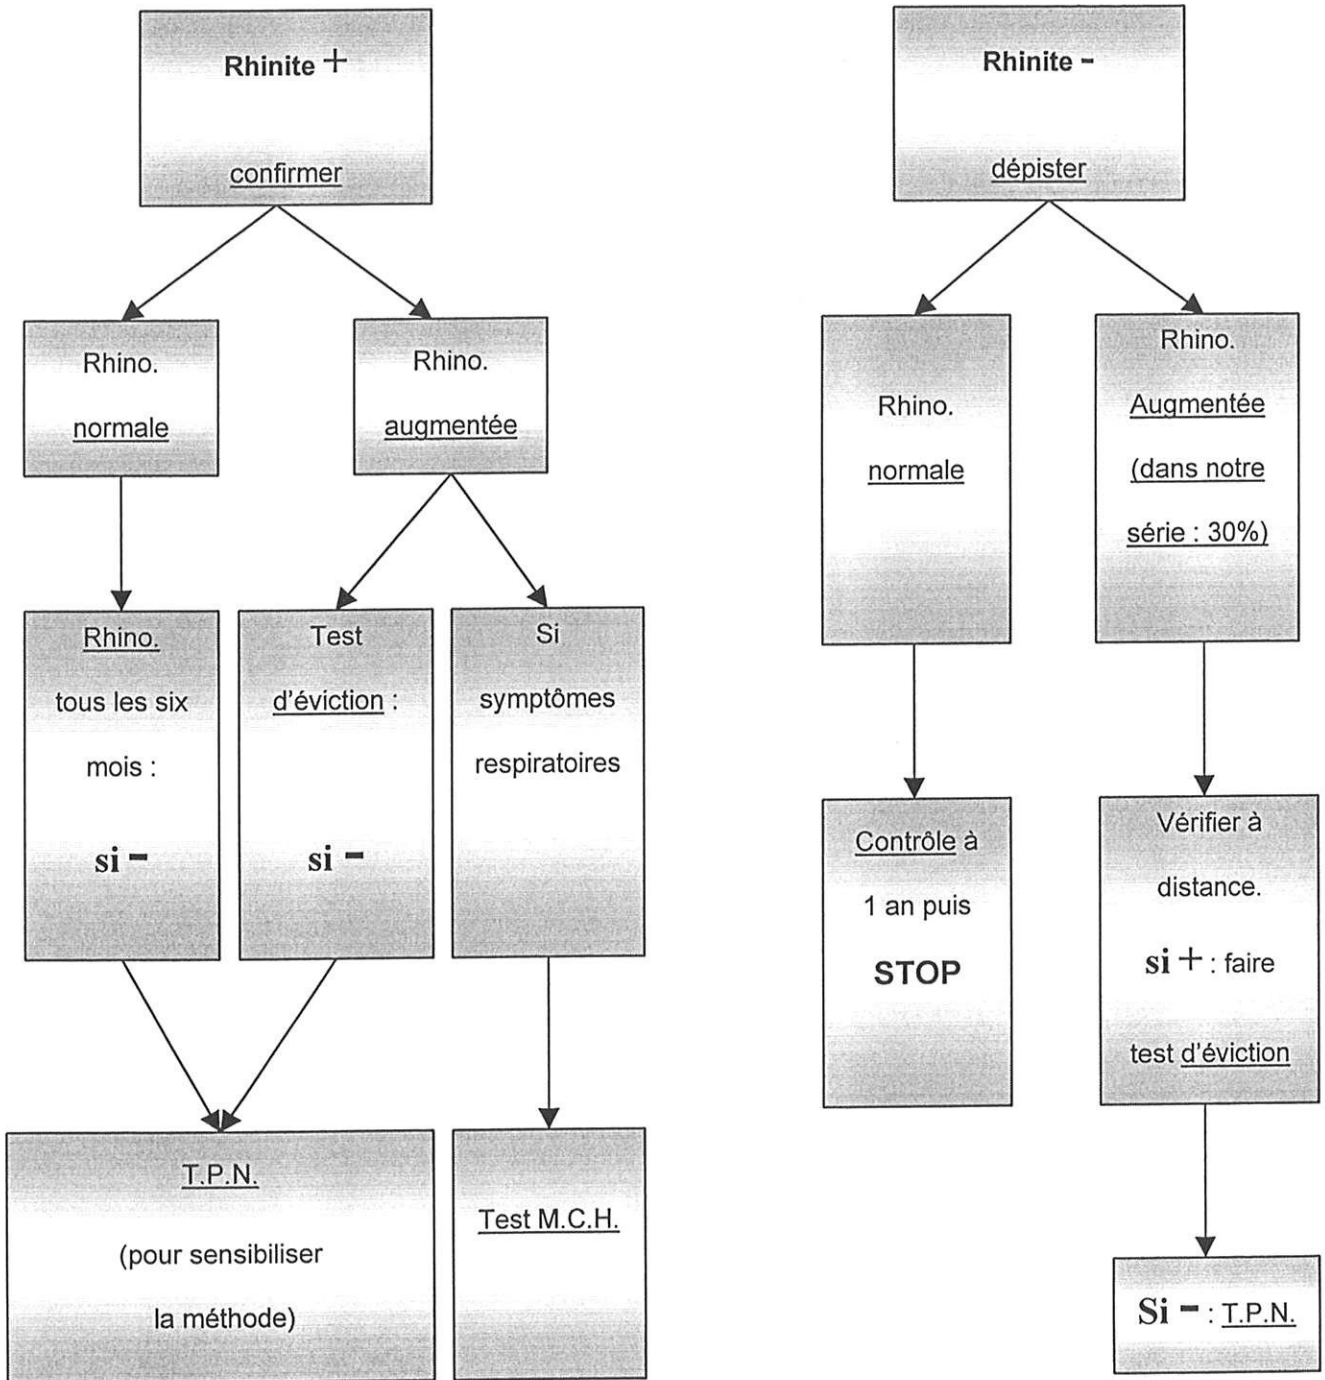 Rhinite +
confirmer
Rhino.
normale
Rhino.
augmentée
Rhino.
tous les six
mois :
si -
Test
d'éviction :
si -
Si
symptômes
respiratoires
T.P.N.
(pour sensibiliser
la méthode)
Test M.C.H.
Rhinite -
dépister
Rhino.
normale
Rhino.
Augmentée
(dans notre
série : 30%)
Contrôle à
1 an puis
STOP
Vérifier à
distance.
si + : faire
test d'éviction
Si - : T.P.N.